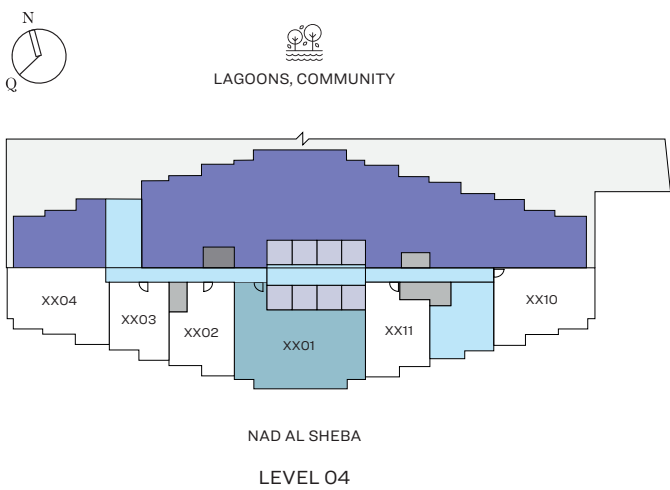 N
Q
LAGOONS, COMMUNITY
XX04
XX03
XX02
XX01
XX11
XX10
NAD AL SHEBA
LEVEL 04